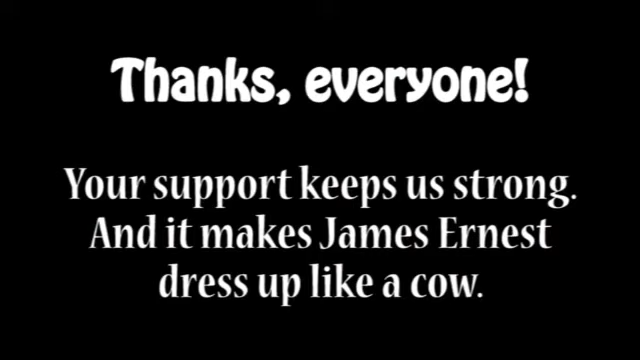 Thanks, everyone!
Your support keeps us strong.
And it makes James Ernest
dress up like a cow.